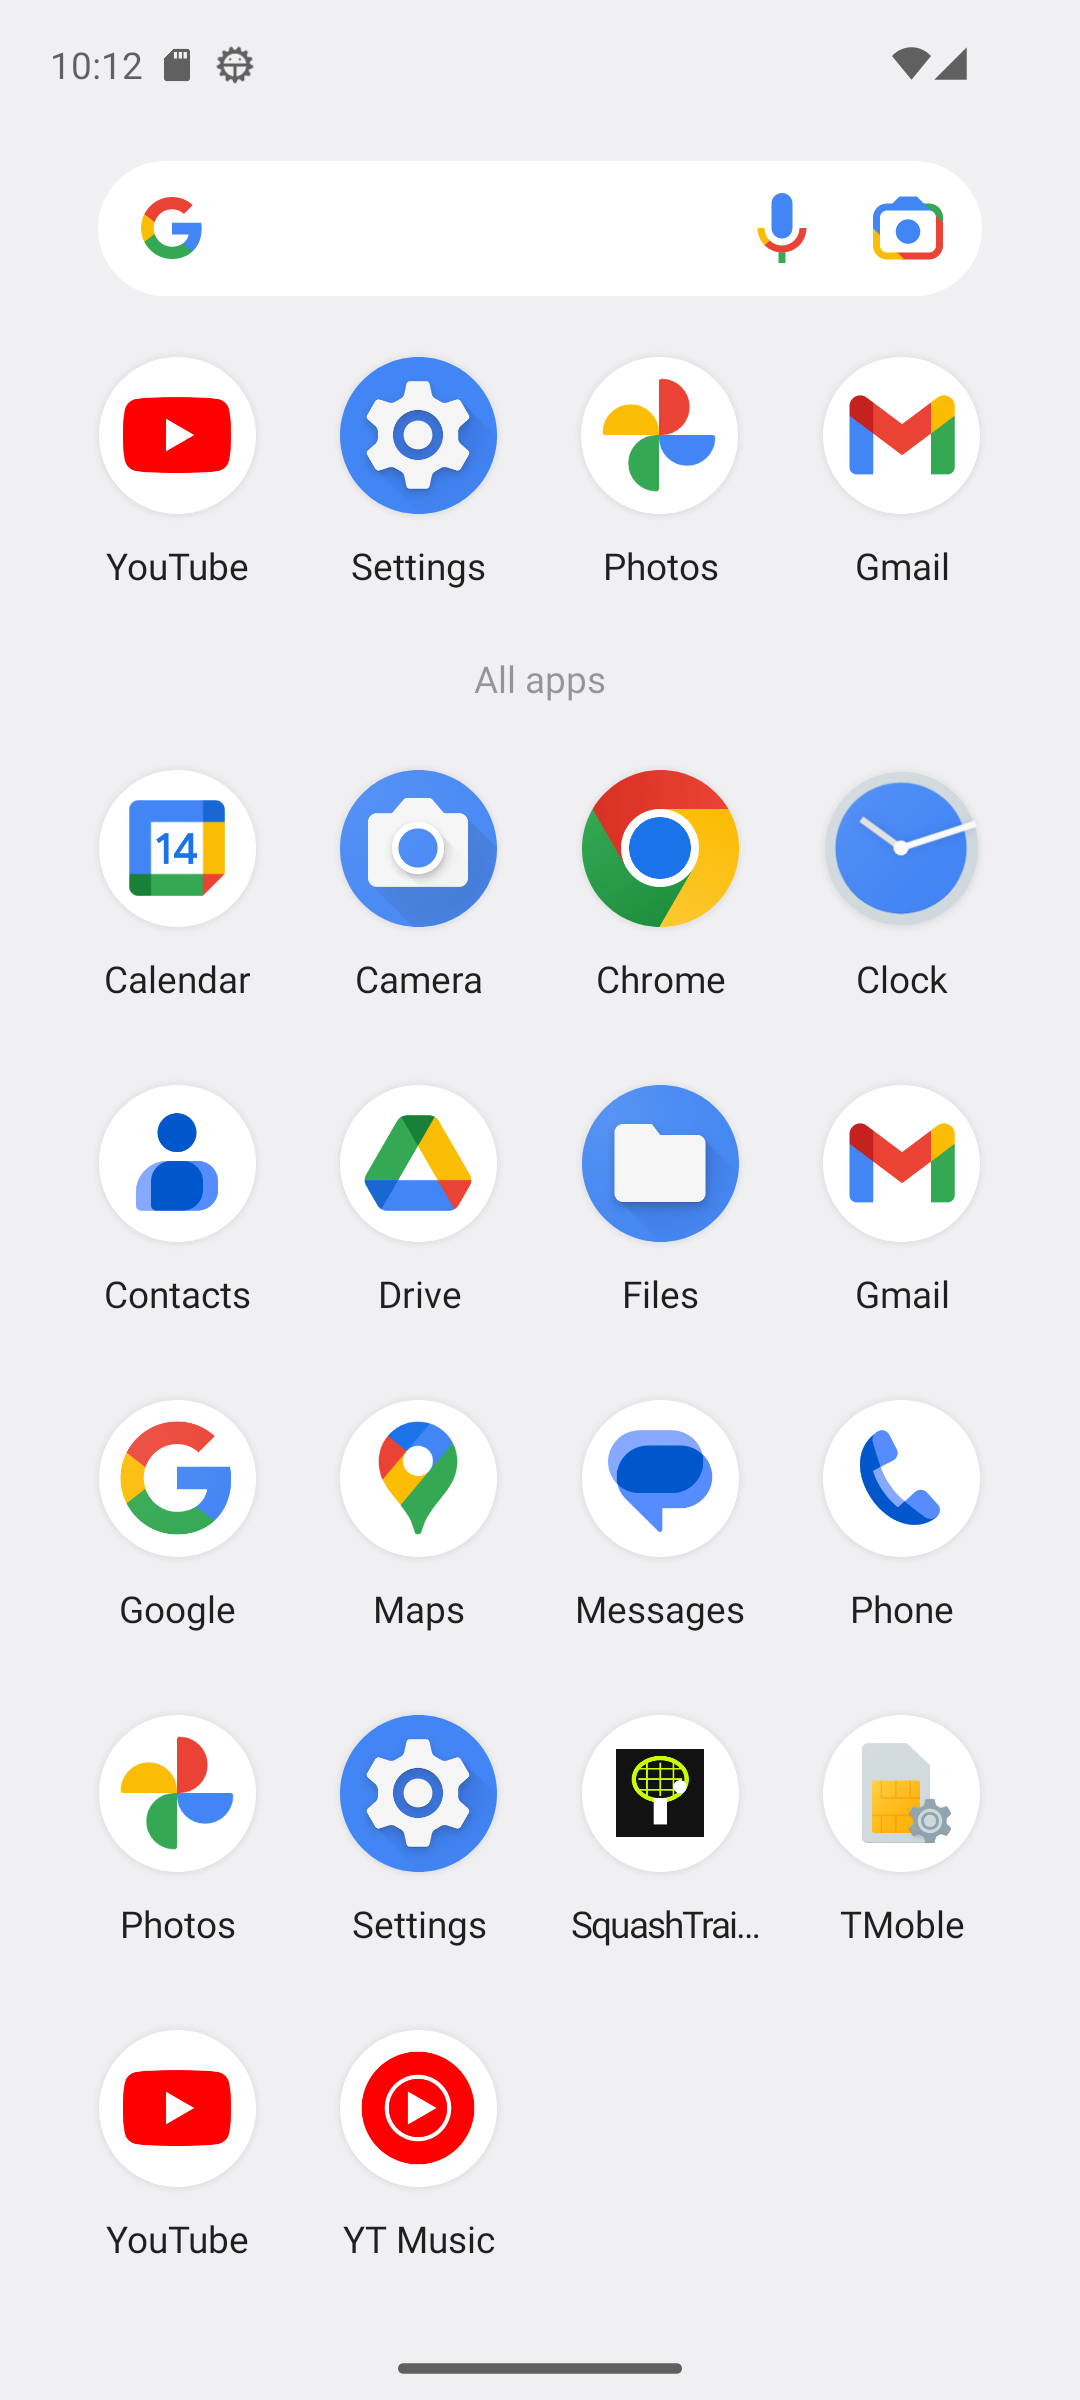 10:12
YouTube Settings Photos Gmail
All apps
14
Calendar Camera Chrome Clock
Contacts Drive Files Gmail
Google Maps Messages Phone
Photos Settings SquashTrai... TMoble
YouTube YT Music